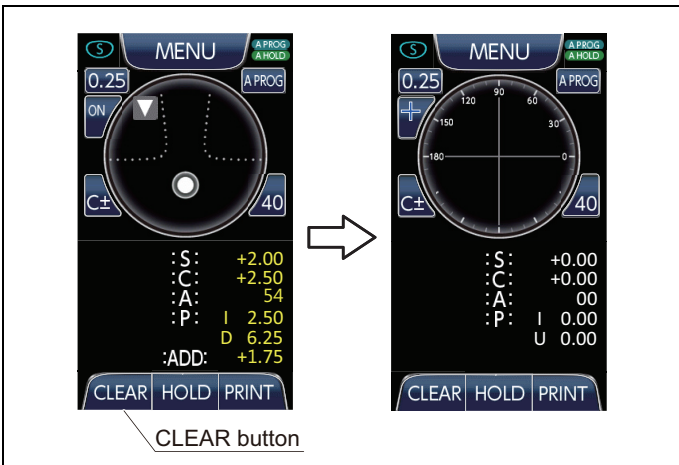 S MENU A PROG
A HOLD
0.25 A PROG
ON
C± 40
:S: +2.00
:C: +2.50
:A: 54
:P: I 2.50
D 6.25
:ADD: +1.75
CLEAR HOLD PRINT
CLEAR button
S MENU A PROG
A HOLD
0.25 A PROG
120 90 60
150 30
180 0
C± 40
:S: +0.00
:C: +0.00
:A: 00
:P: I 0.00
U 0.00
CLEAR HOLD PRINT